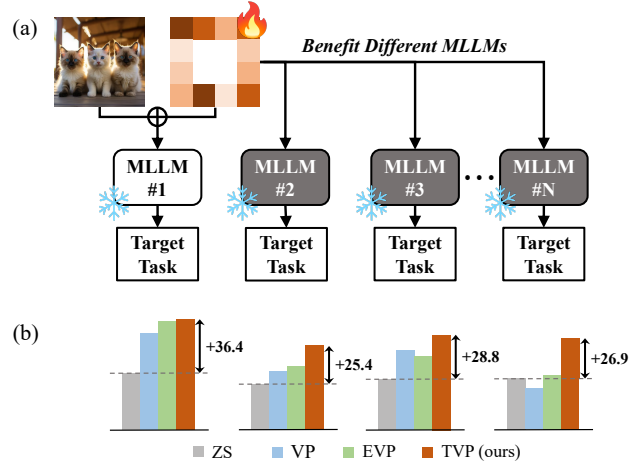 (a)
Benefit Different MLLMs
MLLM
#1
MLLM
#2
MLLM
#3
...
MLLM
#N
Target
Task
Target
Task
Target
Task
Target
Task
(b)
+36.4
+25.4
+28.8
+26.9
ZS
VP
EVP
TVP (ours)